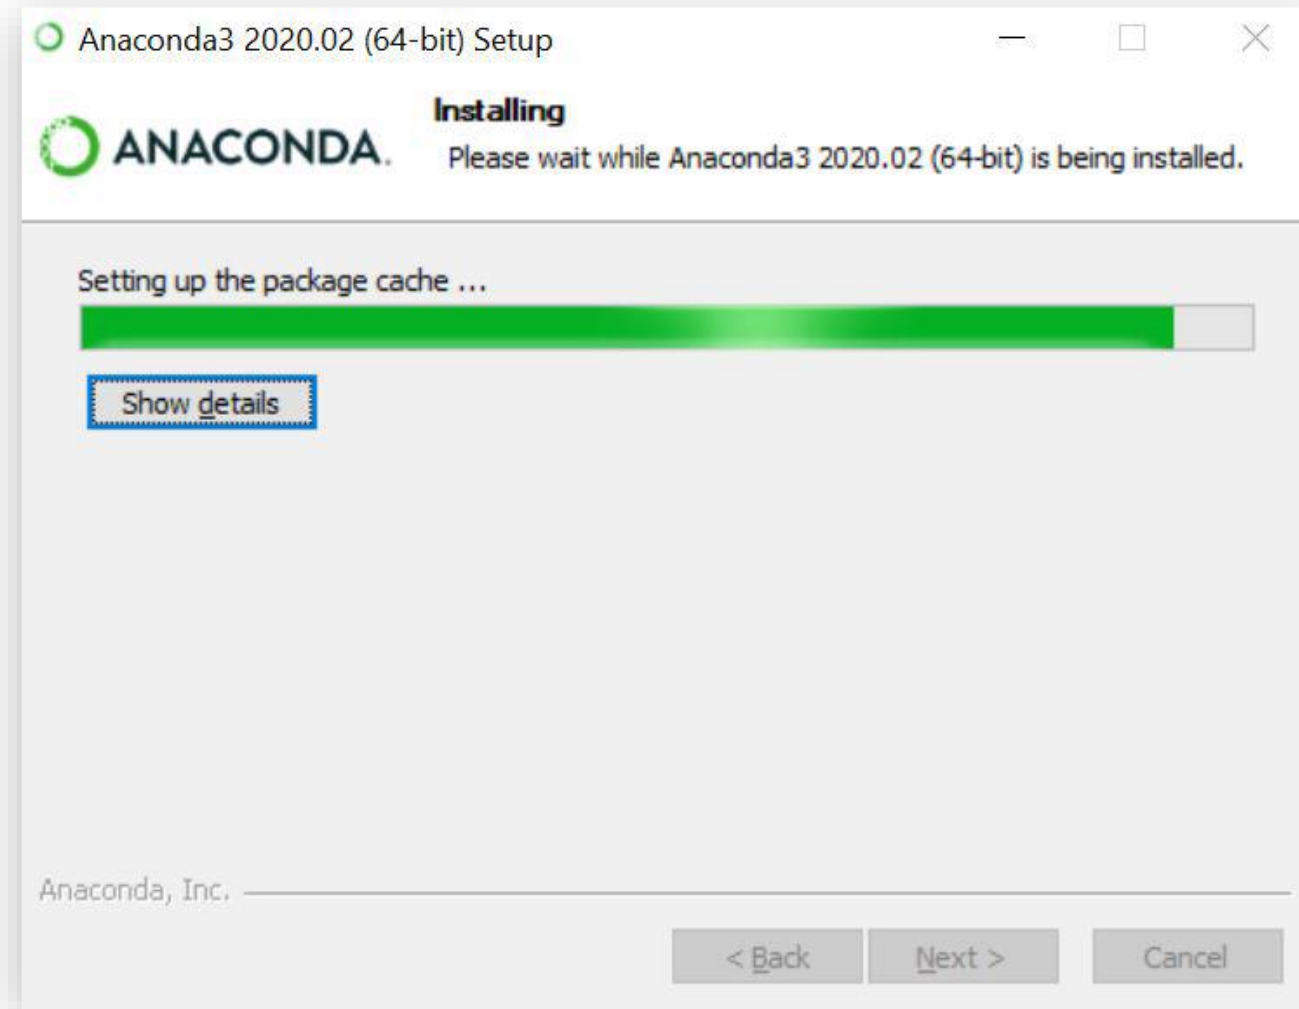 Anaconda3 2020.02 (64-bit) Setup
ANACONDA.
Installing
Please wait while Anaconda3 2020.02 (64-bit) is being installed.
Setting up the package cache ...
Show details
Anaconda, Inc.
< Back
Next >
Cancel